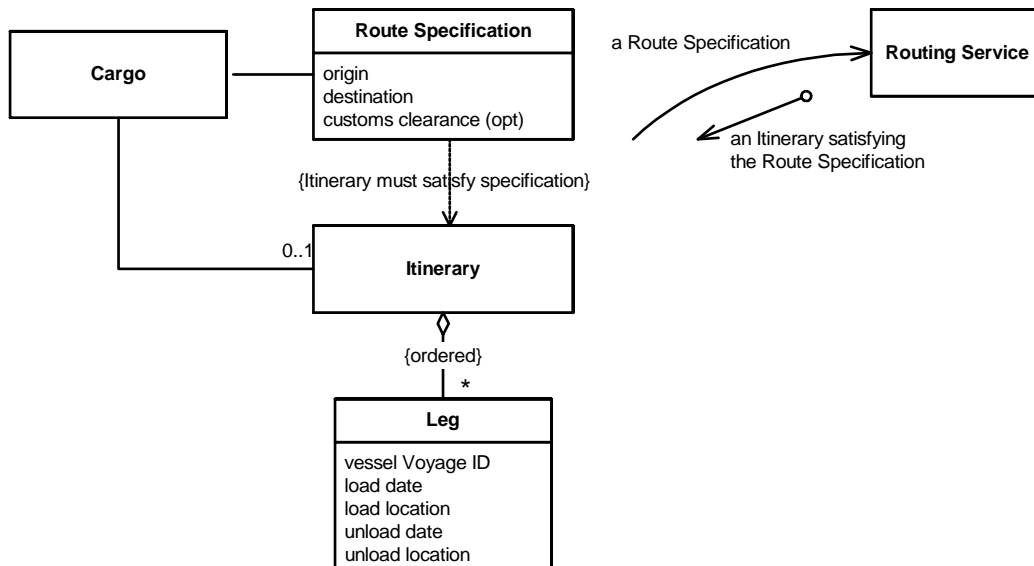 Cargo
Route Specification
origin
destination
customs clearance (opt)
a Route Specification
Routing Service
an Itinerary satisfying
the Route Specification
{Itinerary must satisfy specification}
0..1
Itinerary
{ordered}
*
Leg
vessel Voyage ID
load date
load location
unload date
unload location